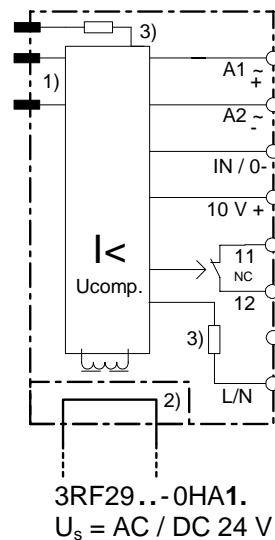 3)
1)
A1 ~
+
A2 ~
-
IN / 0-
10 V +
I<
Ucomp.
11
NC
12
3)
L/N
2)
3RF29..-0HA1.
Us = AC / DC 24 V